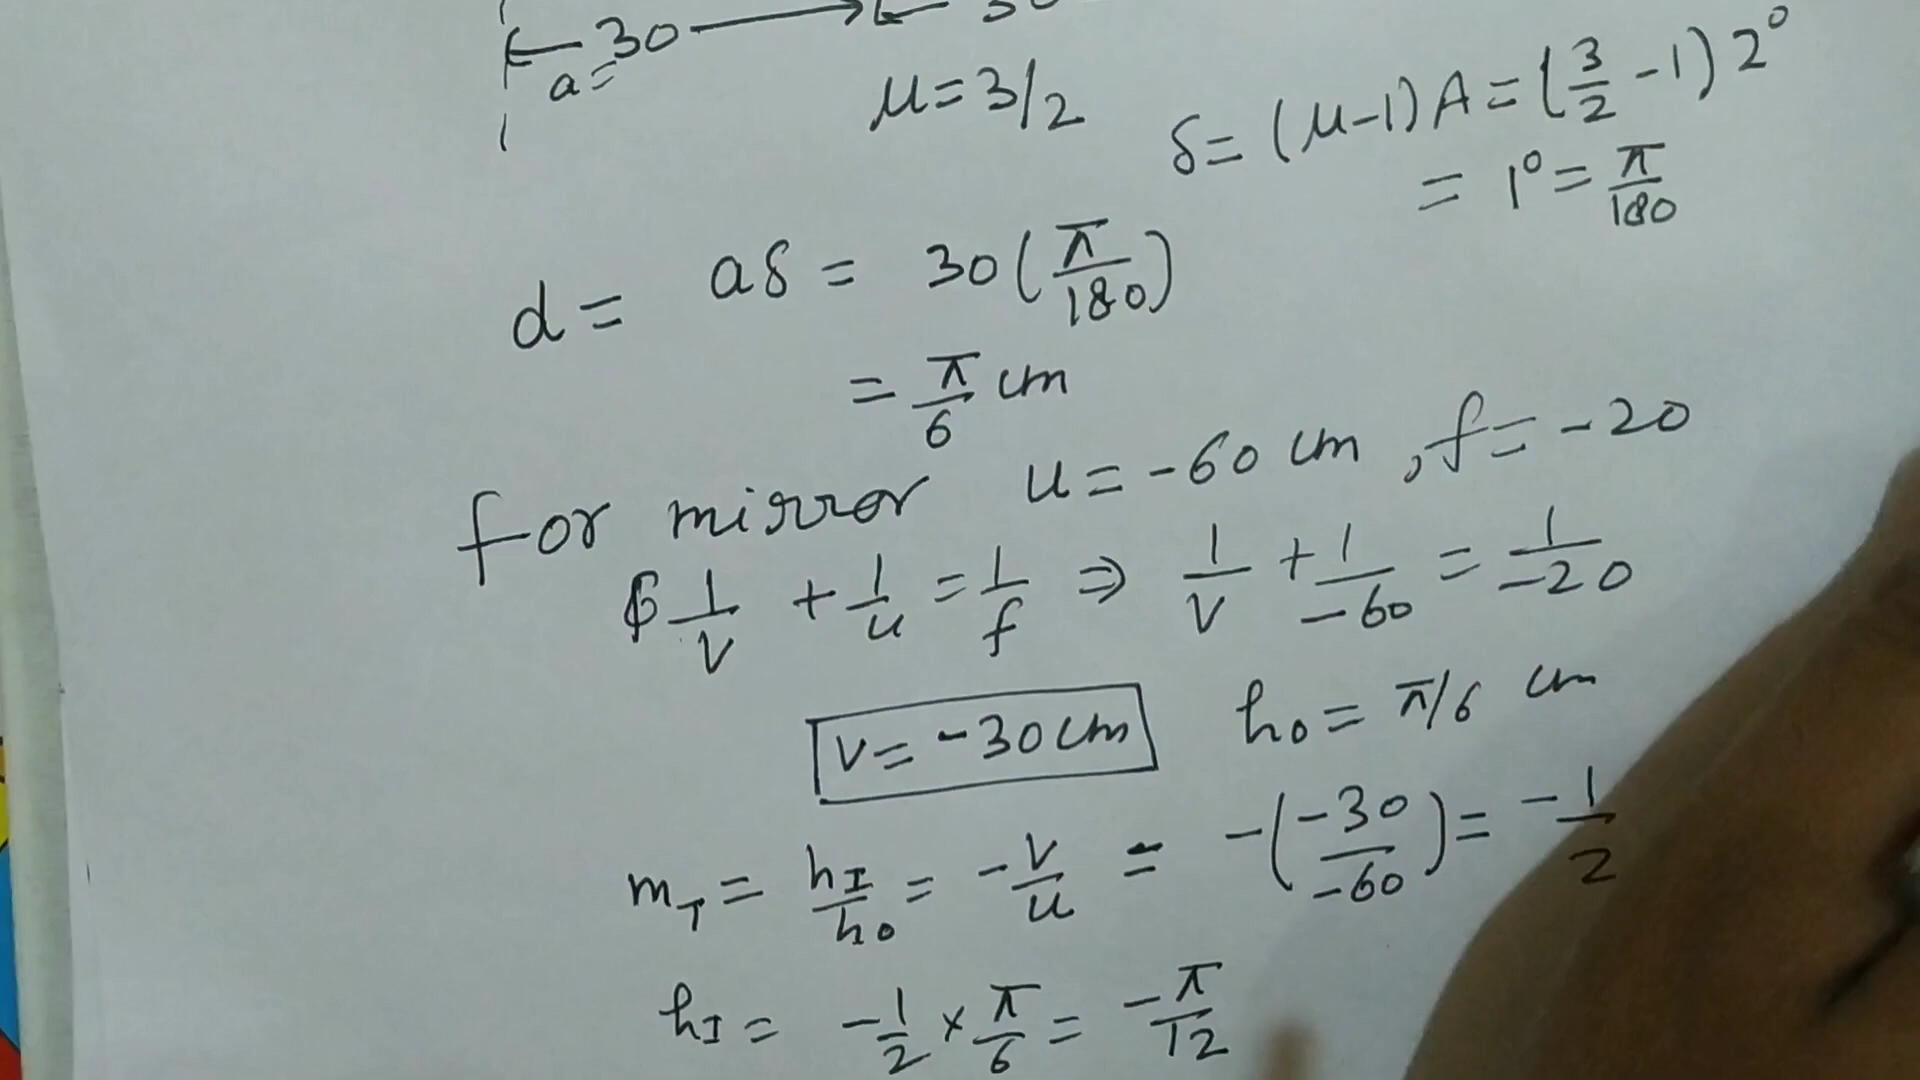 ←30→← 30
a=
μ=3/2
δ=(μ-1)A=(3/2-1)2°
=1°=π/180
d= aδ= 30(π/180)
=π/6 cm
for mirror u=-60 cm, f=-20
1/v+1/u=1/f⇒1/v+1/-60=1/-20
v=-30cm h₀=π/6 cm
m_T=h_I/h₀=-v/u=-(-30/-60)=-1/2
h_I=-1/2×π/6=-π/12